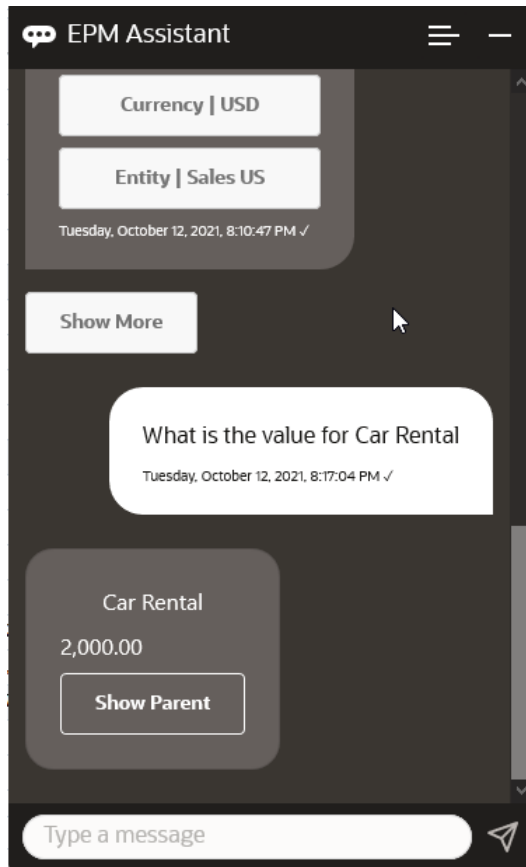 EPM Assistant
Currency | USD
Entity | Sales US
Tuesday, October 12, 2021, 8:10:47 PM ✓
Show More
What is the value for Car Rental
Tuesday, October 12, 2021, 8:17:04 PM ✓
Car Rental
2,000.00
Show Parent
Type a message